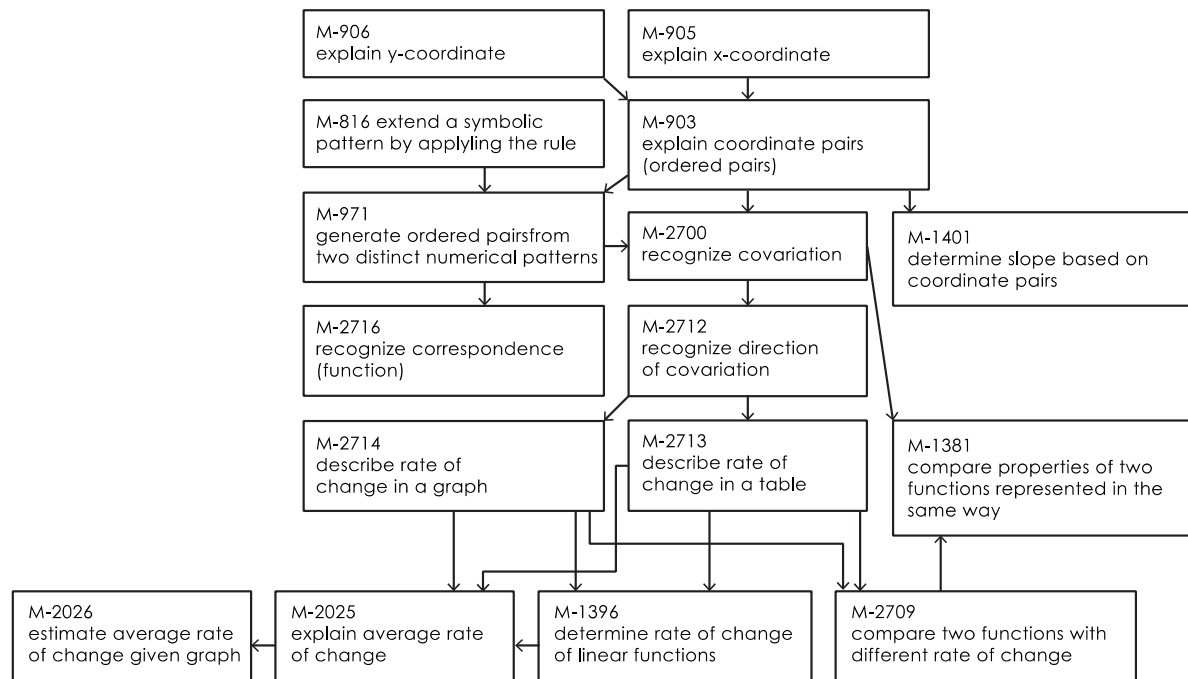 M-906
explain y-coordinate
M-905
explain x-coordinate
M-816 extend a symbolic
pattern by applyling the rule
M-903
explain coordinate pairs
(ordered pairs)
M-971
generate ordered pairsfrom
two distinct numerical patterns
M-2700
recognize covariation
M-1401
determine slope based on
coordinate pairs
M-2716
recognize correspondence
(function)
M-2712
recognize direction
of covariation
M-2714
describe rate of
change in a graph
M-2713
describe rate of
change in a table
M-1381
compare properties of two
functions represented in the
same way
M-2026
estimate average rate
of change given graph
M-2025
explain average rate
of change
M-1396
determine rate of change
of linear functions
M-2709
compare two functions with
different rate of change